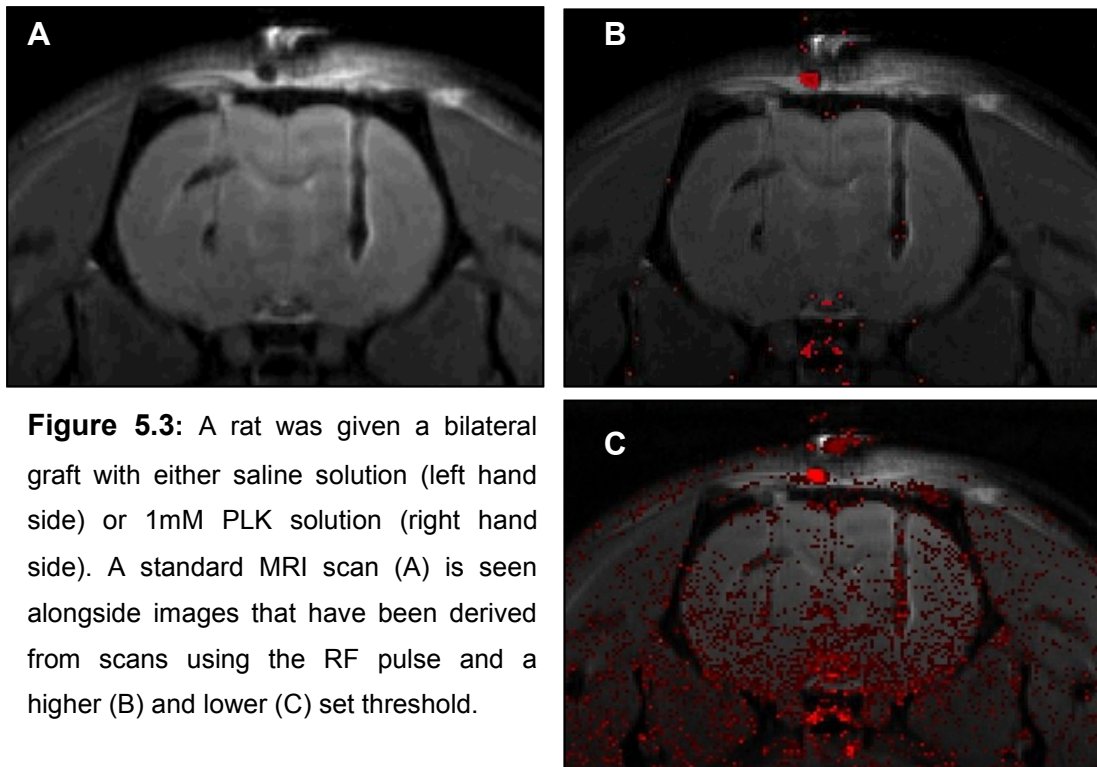 A
B
Figure 5.3: A rat was given a bilateral
graft with either saline solution (left hand
side) or 1mM PLK solution (right hand
side). A standard MRI scan (A) is seen
alongside images that have been derived
from scans using the RF pulse and a
higher (B) and lower (C) set threshold.
C